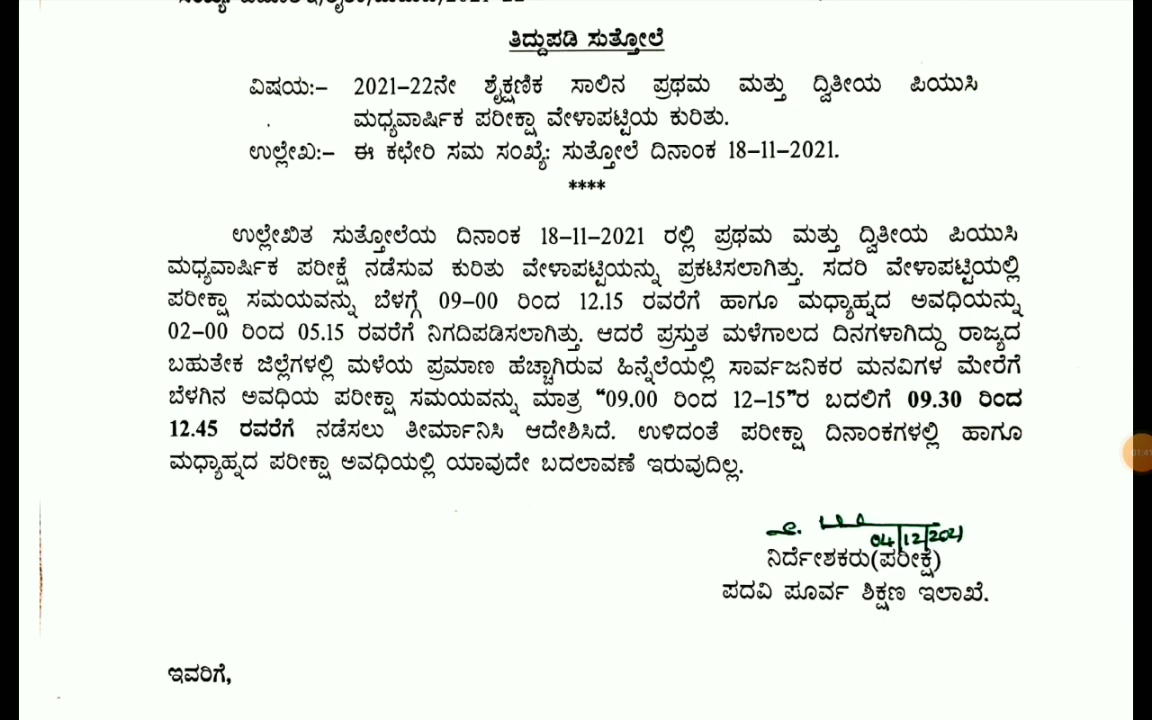 ತಿದ್ದುಪಡಿ ಸುತ್ತೋಲೆ
ವಿಷಯ:– 2021–22ನೇ ಶೈಕ್ಷಣಿಕ ಸಾಲಿನ ಪ್ರಥಮ ಮತ್ತು ದ್ವಿತೀಯ ಪಿಯುಸಿ
ಮಧ್ಯವಾರ್ಷಿಕ ಪರೀಕ್ಷಾ ವೇಳಾಪಟ್ಟಿಯ ಕುರಿತು.
ಉಲ್ಲೇಖ:– ಈ ಕಛೇರಿ ಸಮ ಸಂಖ್ಯೆ: ಸುತ್ತೋಲೆ ದಿನಾಂಕ 18–11–2021.
****
ಉಲ್ಲೇಖಿತ ಸುತ್ತೋಲೆಯ ದಿನಾಂಕ 18–11–2021 ರಲ್ಲಿ ಪ್ರಥಮ ಮತ್ತು ದ್ವಿತೀಯ ಪಿಯುಸಿ
ಮಧ್ಯವಾರ್ಷಿಕ ಪರೀಕ್ಷೆ ನಡೆಸುವ ಕುರಿತು ವೇಳಾಪಟ್ಟಿಯನ್ನು ಪ್ರಕಟಿಸಲಾಗಿತ್ತು. ಸದರಿ ವೇಳಾಪಟ್ಟಿಯಲ್ಲಿ
ಪರೀಕ್ಷಾ ಸಮಯವನ್ನು ಬೆಳಗ್ಗೆ 09–00 ರಿಂದ 12.15 ರವರೆಗೆ ಹಾಗೂ ಮಧ್ಯಾಹ್ನದ ಅವಧಿಯನ್ನು
02–00 ರಿಂದ 05.15 ರವರೆಗೆ ನಿಗದಿಪಡಿಸಲಾಗಿತ್ತು. ಆದರೆ ಪ್ರಸ್ತುತ ಮಳೆಗಾಲದ ದಿನಗಳಾಗಿದ್ದು ರಾಜ್ಯದ
ಬಹುತೇಕ ಜಿಲ್ಲೆಗಳಲ್ಲಿ ಮಳೆಯ ಪ್ರಮಾಣ ಹೆಚ್ಚಾಗಿರುವ ಹಿನ್ನೆಲೆಯಲ್ಲಿ ಸಾರ್ವಜನಿಕರ ಮನವಿಗಳ ಮೇರೆಗೆ
ಬೆಳಗಿನ ಅವಧಿಯ ಪರೀಕ್ಷಾ ಸಮಯವನ್ನು ಮಾತ್ರ “09.00 ರಿಂದ 12–15”ರ ಬದಲಿಗೆ 09.30 ರಿಂದ
12.45 ರವರೆಗೆ ನಡೆಸಲು ತೀರ್ಮಾನಿಸಿ ಆದೇಶಿಸಿದೆ. ಉಳಿದಂತೆ ಪರೀಕ್ಷಾ ದಿನಾಂಕಗಳಲ್ಲಿ ಹಾಗೂ
ಮಧ್ಯಾಹ್ನದ ಪರೀಕ್ಷಾ ಅವಧಿಯಲ್ಲಿ ಯಾವುದೇ ಬದಲಾವಣೆ ಇರುವುದಿಲ್ಲ.
04/12/2021
ನಿರ್ದೇಶಕರು(ಪರೀಕ್ಷೆ)
ಪದವಿ ಪೂರ್ವ ಶಿಕ್ಷಣ ಇಲಾಖೆ.
ಇವರಿಗೆ,